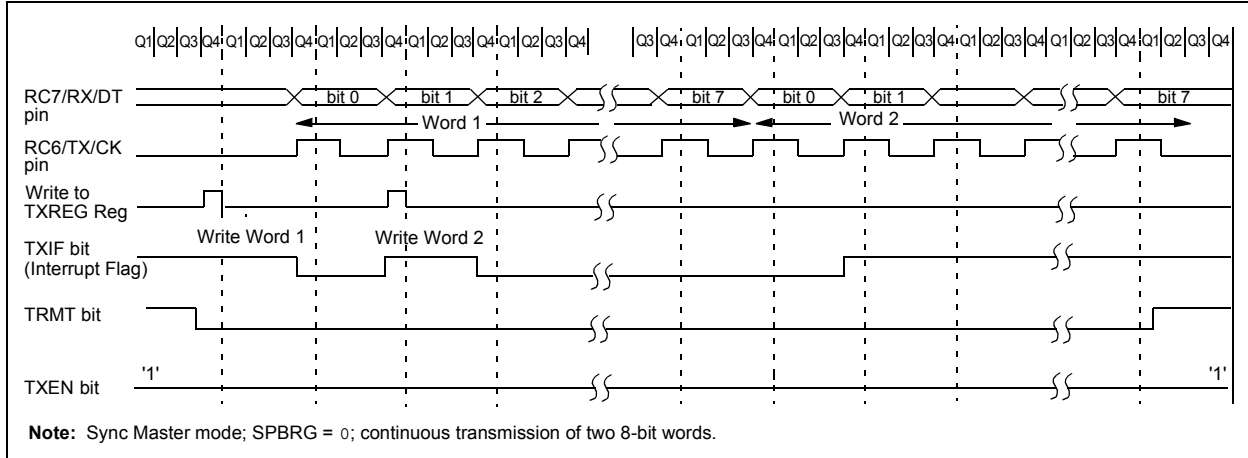 Q1 Q2 Q3 Q4 Q1 Q2 Q3 Q4 Q1 Q2 Q3 Q4 Q1 Q2 Q3 Q4 Q1 Q2 Q3 Q4 Q3 Q4 Q1 Q2 Q3 Q4 Q1 Q2 Q3 Q4 Q1 Q2 Q3 Q4 Q1 Q2 Q3 Q4 Q1 Q2 Q3 Q4 Q1 Q2 Q3 Q4
RC7/RX/DT
pin
bit 0 bit 1 bit 2 bit 7 bit 0 bit 1 bit 7
Word 1 Word 2
RC6/TX/CK
pin
Write to
TXREG Reg
Write Word 1 Write Word 2
TXIF bit
(Interrupt Flag)
TRMT bit
TXEN bit
'1' '1'
Note: Sync Master mode; SPBRG = 0; continuous transmission of two 8-bit words.